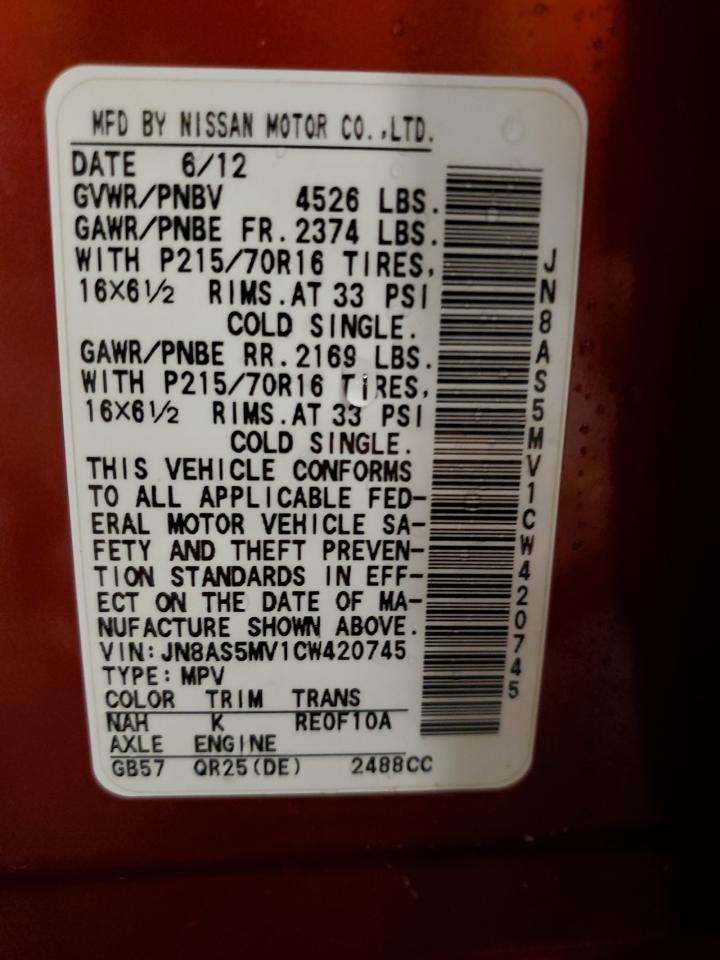 MFD BY NISSAN MOTOR CO.,LTD.
DATE 6/12
GVWR/PNBV 4526 LBS.
GAWR/PNBE FR.2374 LBS.
WITH P215/70R16 TIRES,
16X6½ RIMS.AT 33 PSI
COLD SINGLE.
GAWR/PNBE RR.2169 LBS.
WITH P215/70R16 TIRES,
16X6½ RIMS.AT 33 PSI
COLD SINGLE.
THIS VEHICLE CONFORMS
TO ALL APPLICABLE FED-
ERAL MOTOR VEHICLE SA-
FETY AND THEFT PREVEN-
TION STANDARDS IN EFF-
ECT ON THE DATE OF MA-
NUFACTURE SHOWN ABOVE.
VIN:JN8AS5MV1CW420745
TYPE:MPV
COLOR TRIM TRANS
NAH K RE0F10A
AXLE ENGINE
GB57 QR25(DE) 2488CC
JN8AS5MV1CW420745